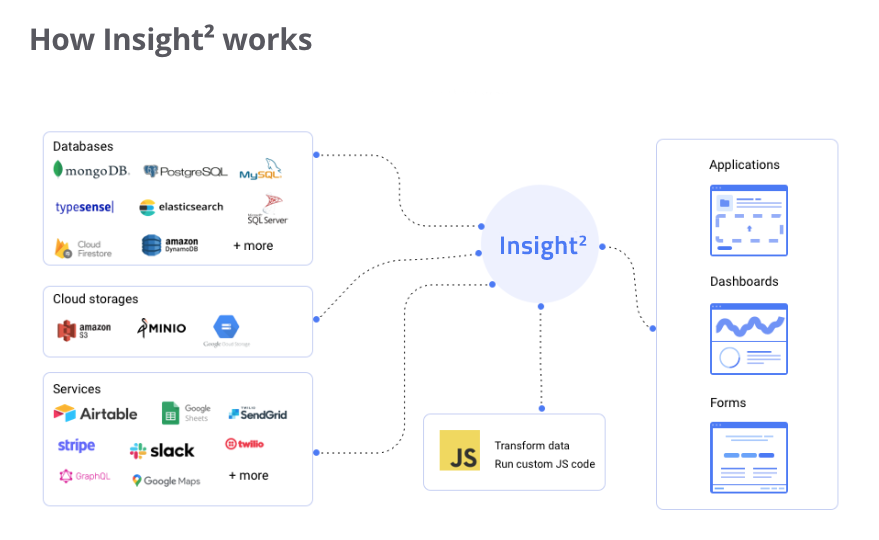 How Insight² works
Databases
mongoDB.
PostgreSQL
MySQL
typesense|
elasticsearch
Microsoft
SQL Server
Cloud
Firestore
amazon
DynamoDB
+ more
Cloud storages
amazon
S3
MINIO
Google Cloud Storage
Services
Airtable
Google
Sheets
TWILIO
SendGrid
stripe
slack
twilio
GraphQL
Google Maps
+ more
Insight²
JS
Transform data
Run custom JS code
Applications
Dashboards
Forms